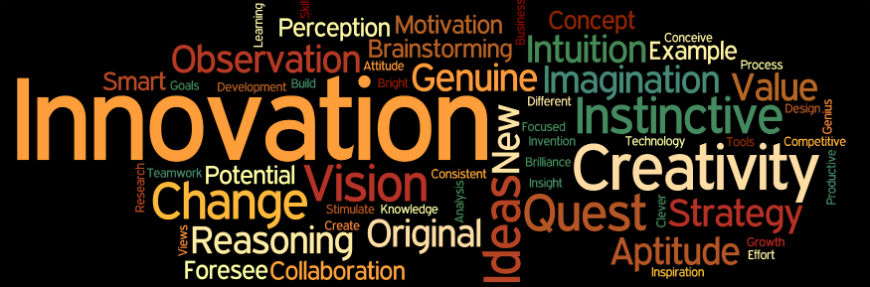 Learning
Skill
Perception
Motivation
Business
Concept
Observation
Brainstorming
Intuition
Conceive
Example
Smart
Goals
Development
Build
Attitude
Bright
Genuine
Imagination
Process
Value
Innovation
New
Different
Instinctive
Design
Genius
Focused
Invention
Technology
Tools
Competitive
Research
Teamwork
Potential
Vision
Consistent
Brilliance
Creativity
Productive
Insight
Change
Stimulate
Knowledge
Analysis
Ideas
Quest
Clever
Strategy
Views
Reasoning
Create
Original
Aptitude
Growth
Effort
Foresee
Collaboration
Inspiration